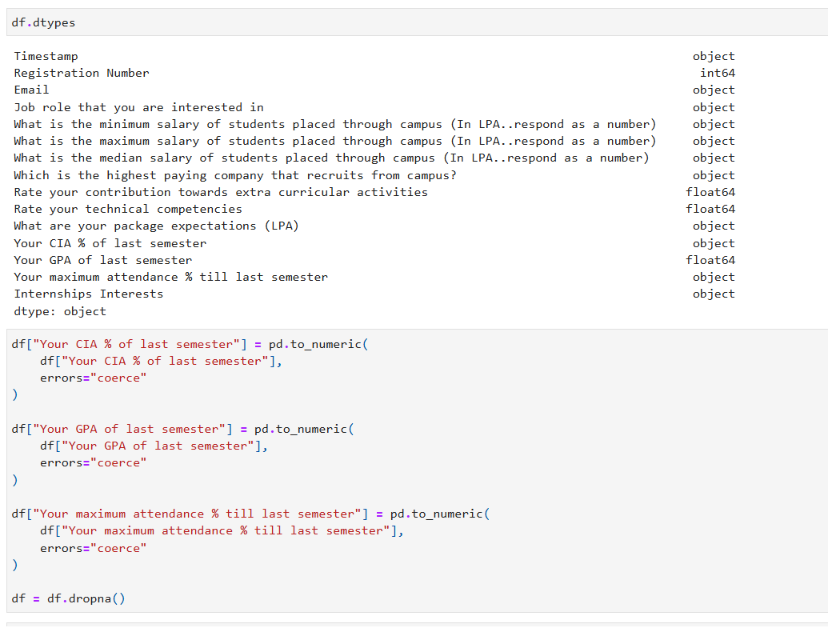 df.dtypes
Timestamp object
Registration Number int64
Email object
Job role that you are interested in object
What is the minimum salary of students placed through campus (In LPA..respond as a number) object
What is the maximum salary of students placed through campus (In LPA..respond as a number) object
What is the median salary of students placed through campus (In LPA..respond as a number) object
Which is the highest paying company that recruits from campus? object
Rate your contribution towards extra curricular activities float64
Rate your technical competencies float64
What are your package expectations (LPA) object
Your CIA % of last semester object
Your GPA of last semester float64
Your maximum attendance % till last semester object
Internships Interests object
dtype: object
df["Your CIA % of last semester"] = pd.to_numeric(
    df["Your CIA % of last semester"],
    errors="coerce"
)
df["Your GPA of last semester"] = pd.to_numeric(
    df["Your GPA of last semester"],
    errors="coerce"
)
df["Your maximum attendance % till last semester"] = pd.to_numeric(
    df["Your maximum attendance % till last semester"],
    errors="coerce"
)
df = df.dropna()